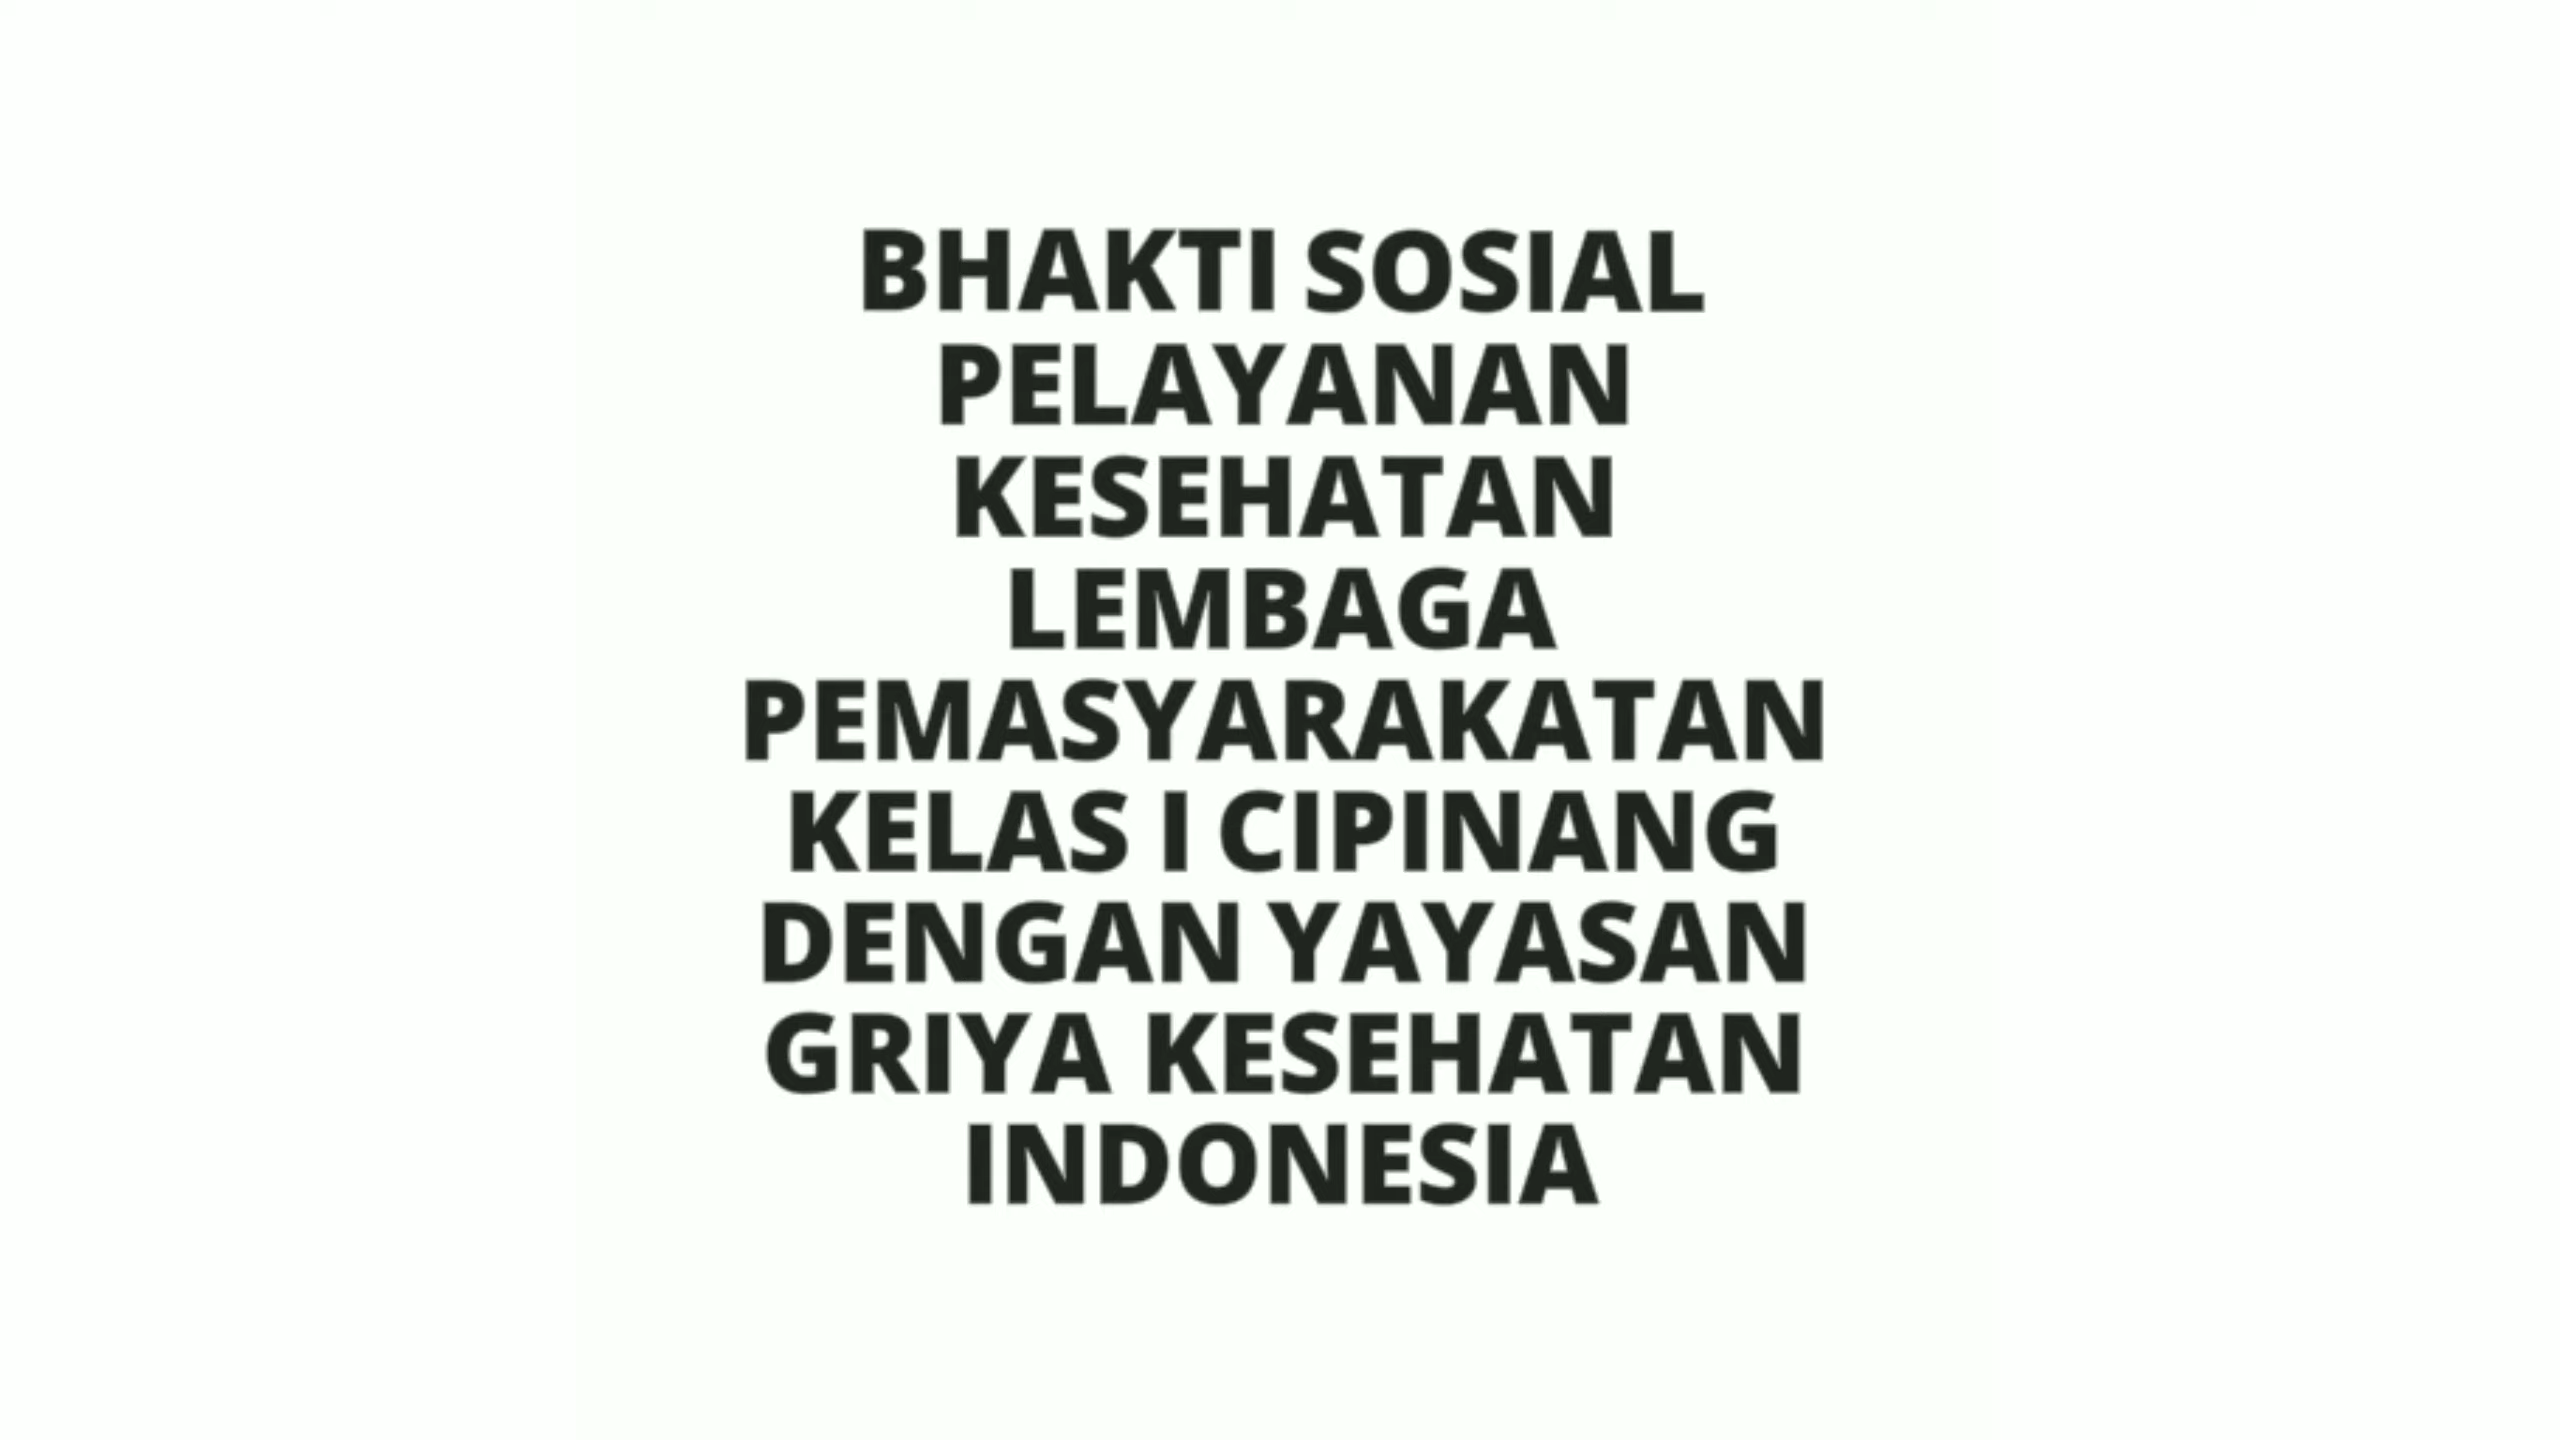 BHAKTI SOSIAL
PELAYANAN
KESEHATAN
LEMBAGA
PEMASYARAKATAN
KELAS I CIPINANG
DENGAN YAYASAN
GRIYA KESEHATAN
INDONESIA